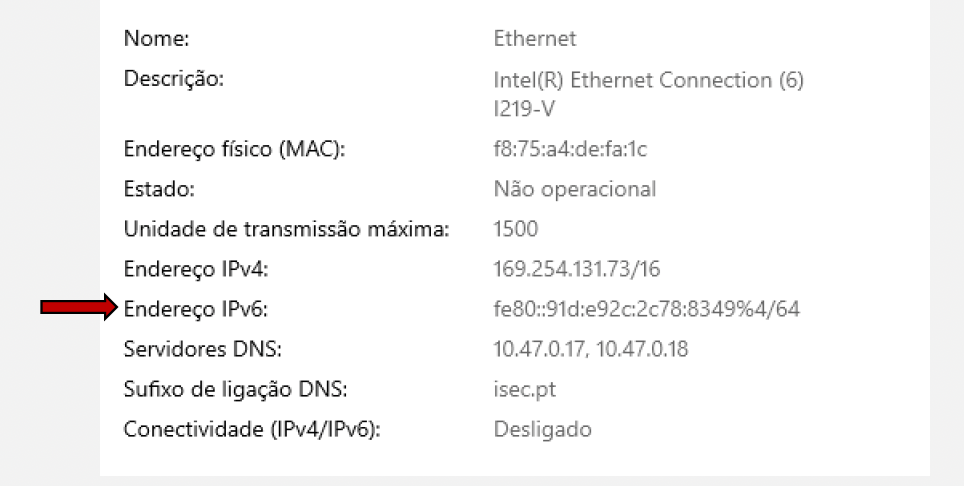 Nome: Ethernet
Descrição: Intel(R) Ethernet Connection (6)
I219-V
Endereço físico (MAC): f8:75:a4:de:fa:1c
Estado: Não operacional
Unidade de transmissão máxima: 1500
Endereço IPv4: 169.254.131.73/16
Endereço IPv6: fe80::91d:e92c:2c78:8349%4/64
Servidores DNS: 10.47.0.17, 10.47.0.18
Sufixo de ligação DNS: isec.pt
Conectividade (IPv4/IPv6): Desligado